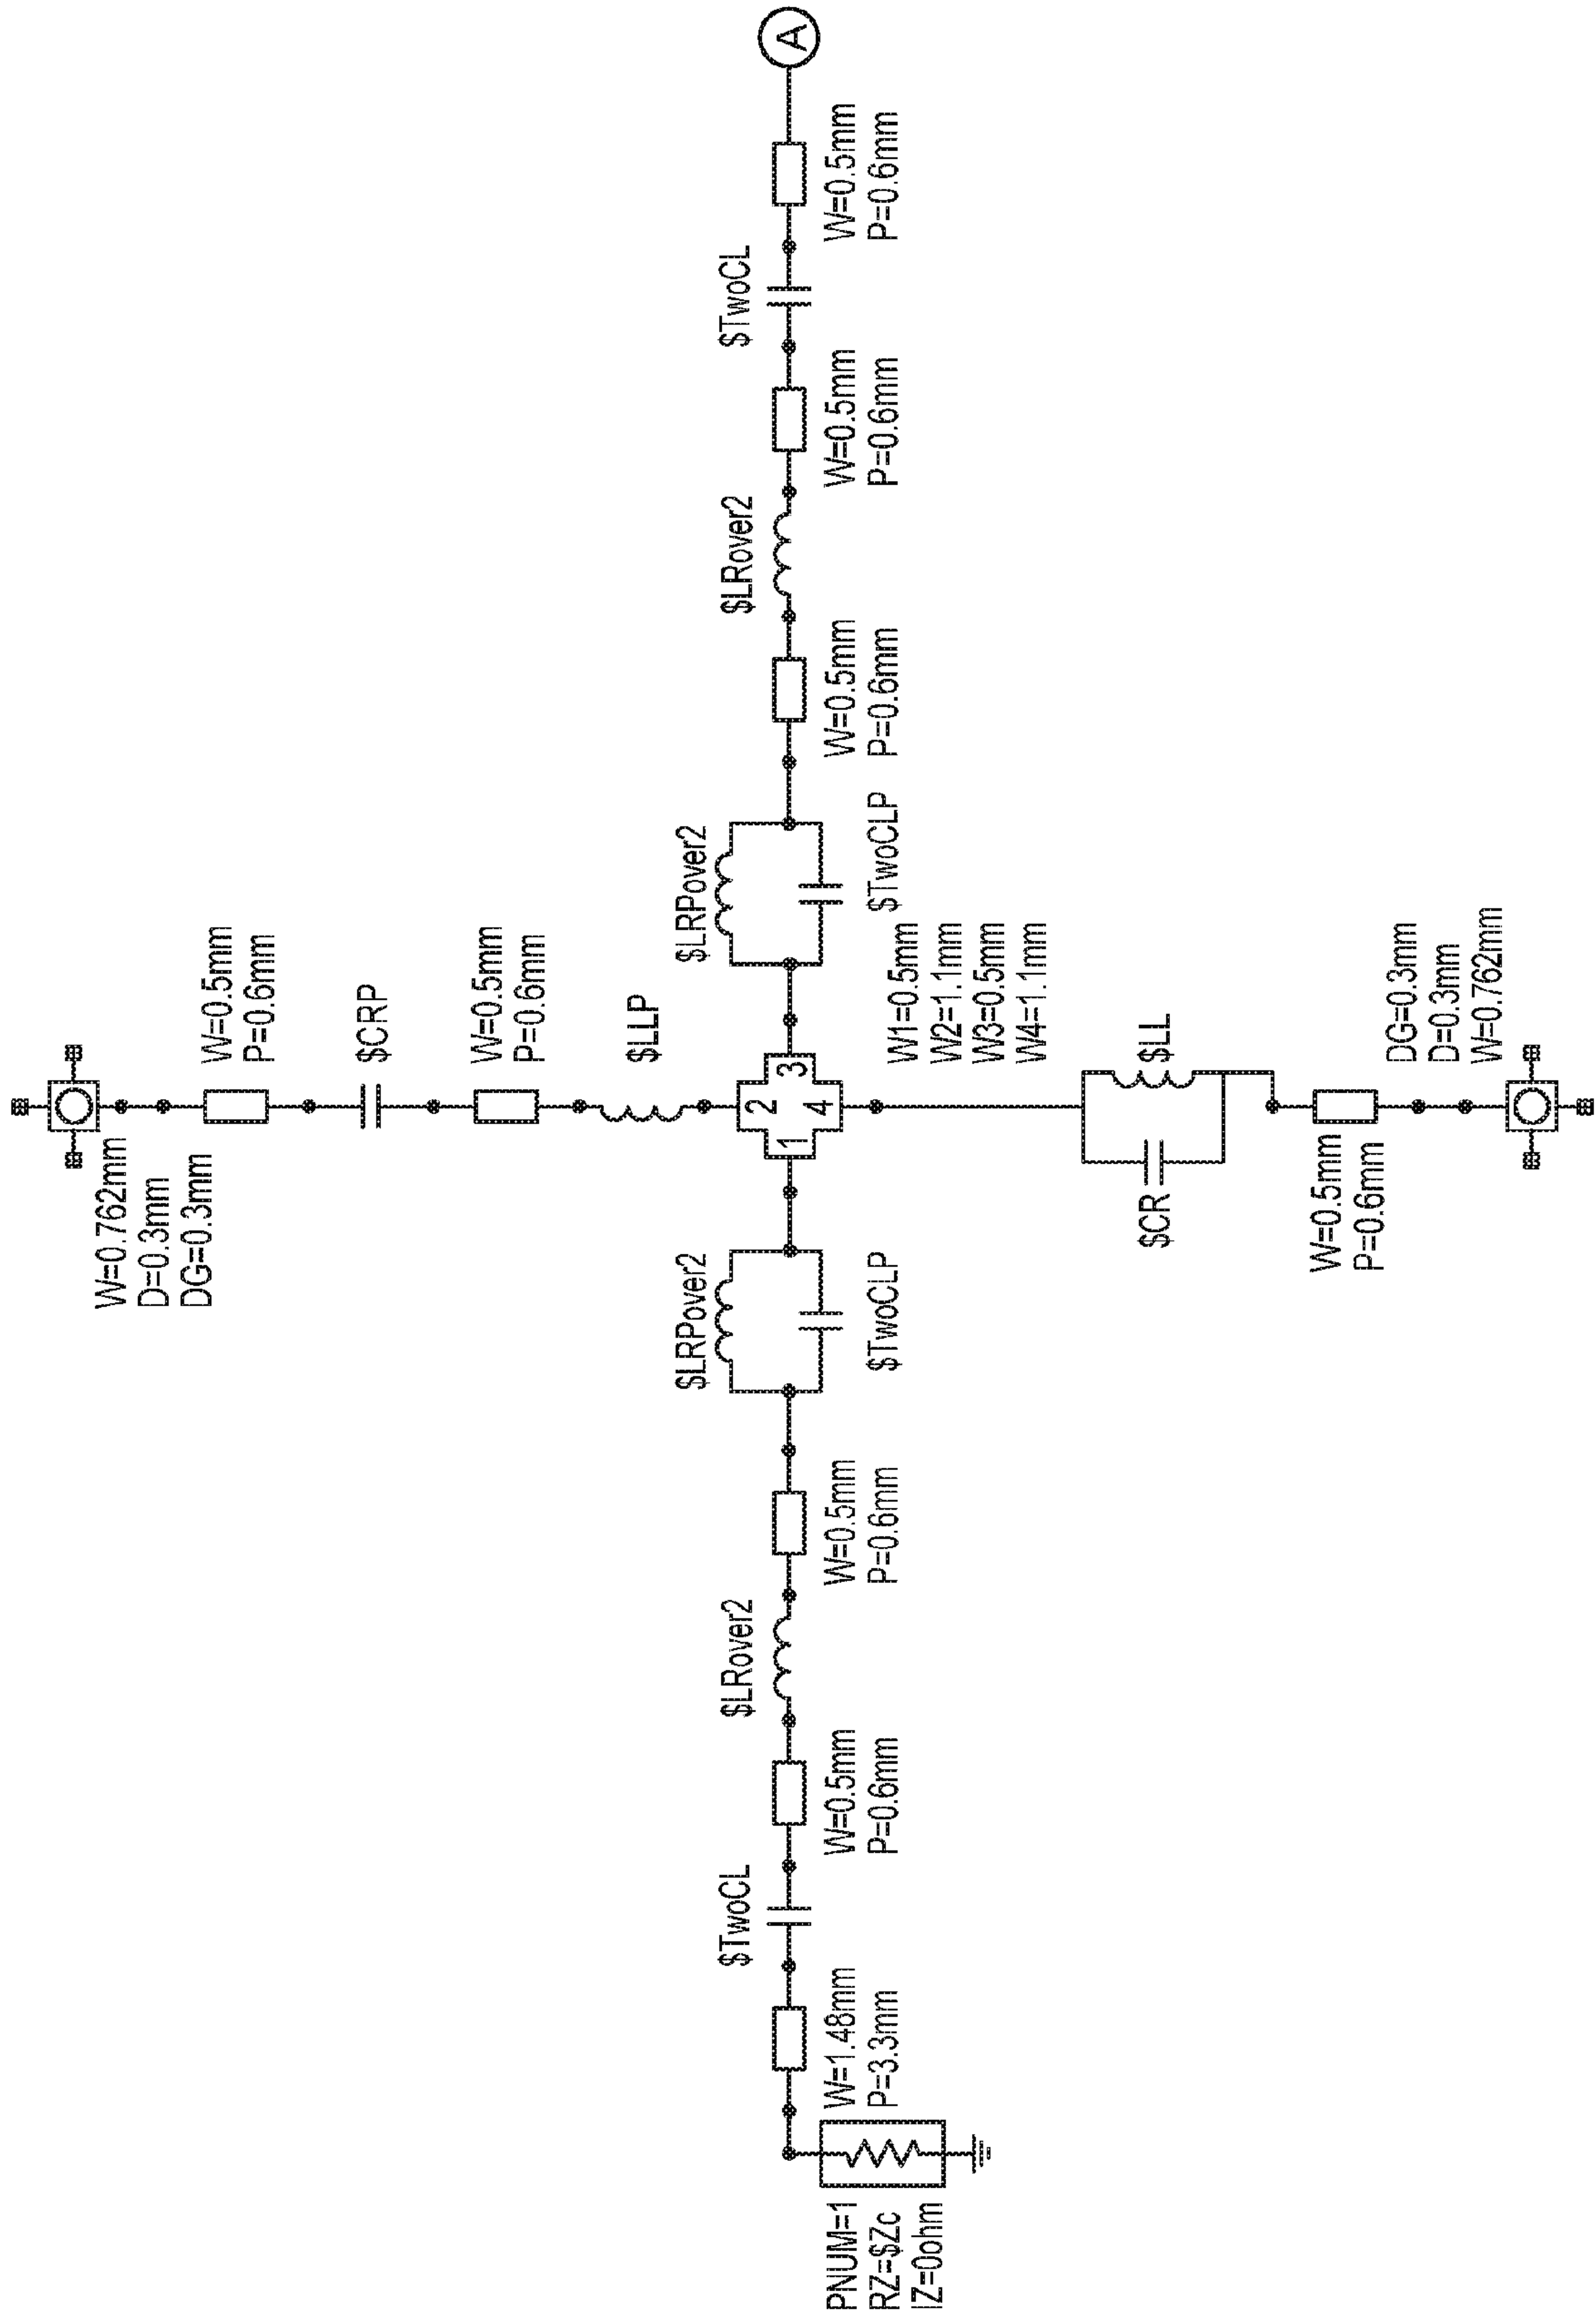 W=0.762mm
D=0.3mm
DG=0.3mm
W=0.5mm
P=0.6mm
$CRP
W=0.5mm
P=0.6mm
$LLP
$TwoCL
$LRover2
$LRPover2
$LRPover2
$LRover2
$TwoCL
2
1
3
4
A
PNUM=1
RZ=$Zc
IZ=0ohm
W=1.48mm
P=3.3mm
W=0.5mm
P=0.6mm
W=0.5mm
P=0.6mm
$TwoCLP
$TwoCLP
W=0.5mm
P=0.6mm
W=0.5mm
P=0.6mm
W=0.5mm
P=0.6mm
W1=0.5mm
W2=1.1mm
W3=0.5mm
W4=1.1mm
$CR
$LL
W=0.5mm
P=0.6mm
DG=0.3mm
D=0.3mm
W=0.762mm